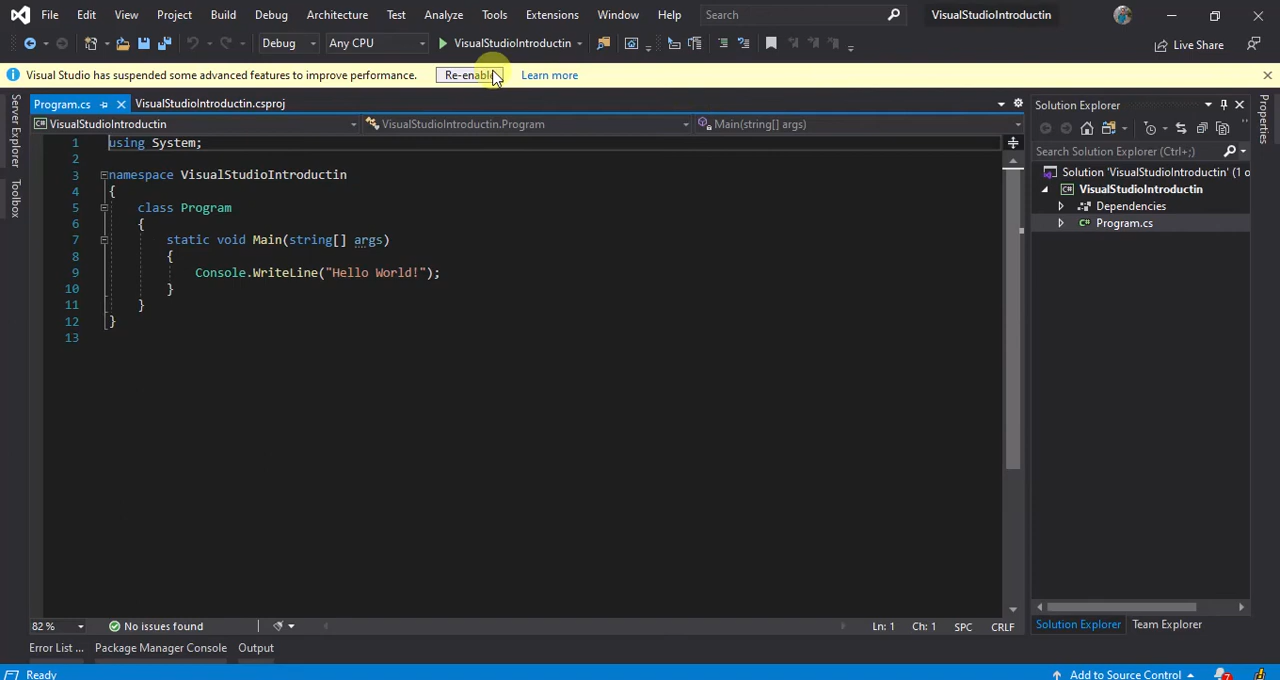 File Edit View Project Build Debug Architecture Test Analyze Tools Extensions Window Help Search VisualStudioIntroductin
Debug Any CPU VisualStudioIntroductin Live Share
Visual Studio has suspended some advanced features to improve performance. Re-enable Learn more
Server Explorer
Toolbox
Program.cs VisualStudioIntroductin.csproj
VisualStudioIntroductin VisualStudioIntroductin.Program Main(string[] args)
1 using System;
2
3 namespace VisualStudioIntroductin
4 {
5 class Program
6 {
7 static void Main(string[] args)
8 {
9 Console.WriteLine("Hello World!");
10 }
11 }
12 }
13
82 % No issues found Ln: 1 Ch: 1 SPC CRLF
Solution Explorer
Search Solution Explorer (Ctrl+;)
Solution 'VisualStudioIntroductin' (1 o
VisualStudioIntroductin
Dependencies
C# Program.cs
Solution Explorer Team Explorer
Properties
Error List ... Package Manager Console Output
Ready Add to Source Control 7